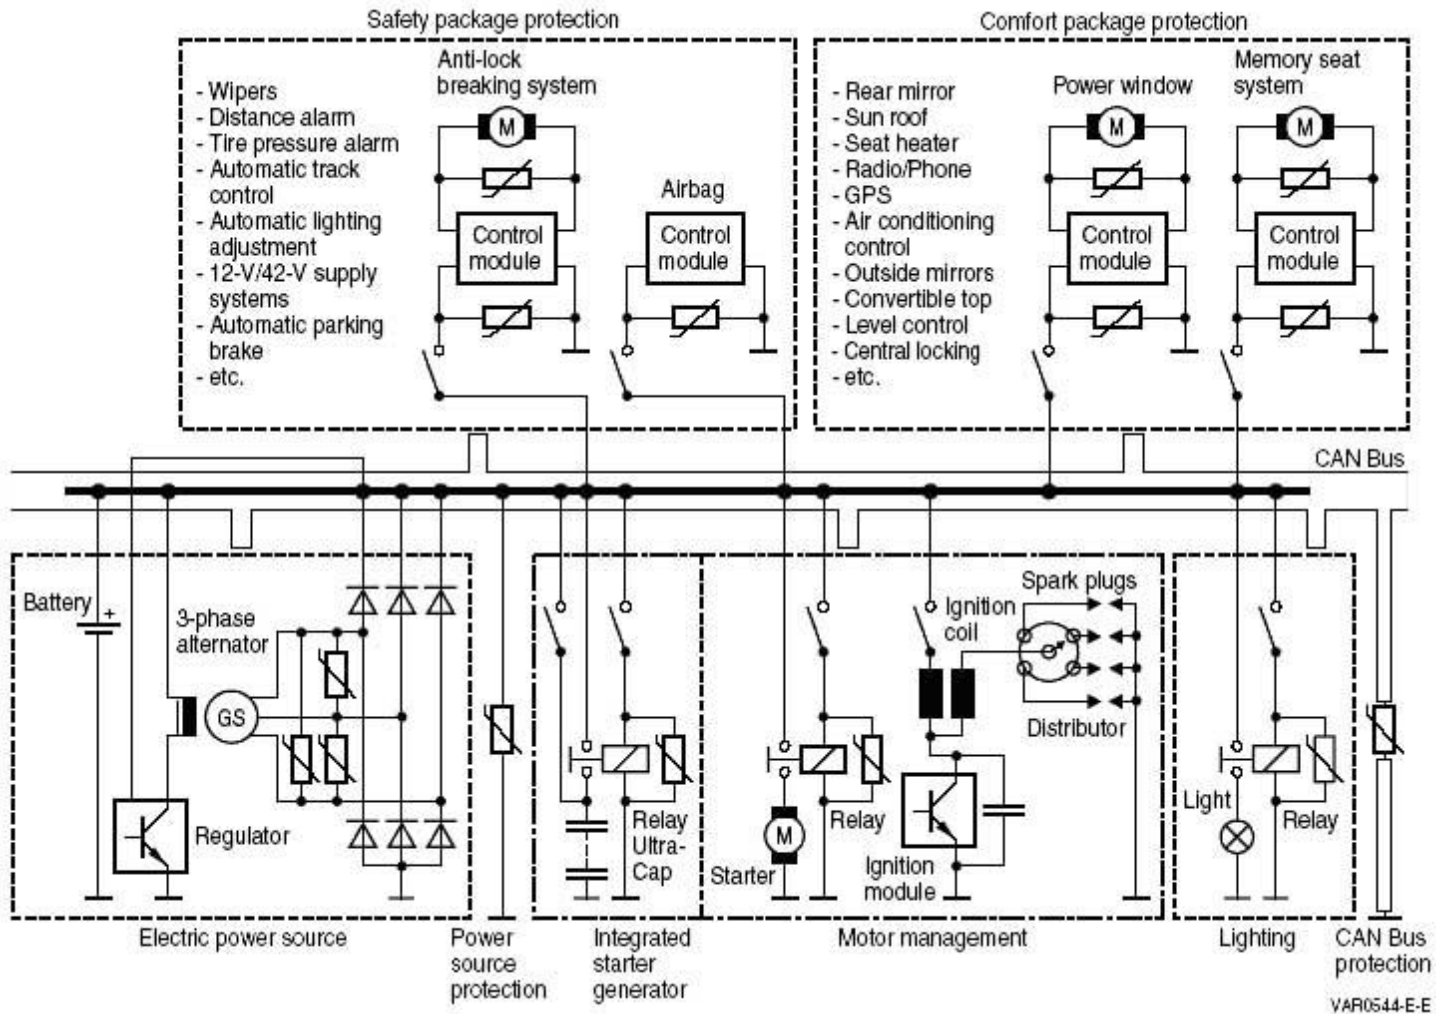 Safety package protection
Comfort package protection
Anti-lock
breaking system
- Wipers
- Distance alarm
- Tire pressure alarm
- Automatic track
control
- Automatic lighting
adjustment
- 12-V/42-V supply
systems
- Automatic parking
brake
- etc.
M
Control
module
Airbag
Control
module
- Rear mirror
- Sun roof
- Seat heater
- Radio/Phone
- GPS
- Air conditioning
control
- Outside mirrors
- Convertible top
- Level control
- Central locking
- etc.
Power window
M
Control
module
Memory seat
system
M
Control
module
CAN Bus
Battery
+
3-phase
alternator
GS
Regulator
Relay
Ultra-
Cap
M
Starter
Relay
Ignition
coil
Spark plugs
Distributor
Ignition
module
Light
Relay
Electric power source
Power
source
protection
Integrated
starter
generator
Motor management
Lighting
CAN Bus
protection
VAR0544-E-E